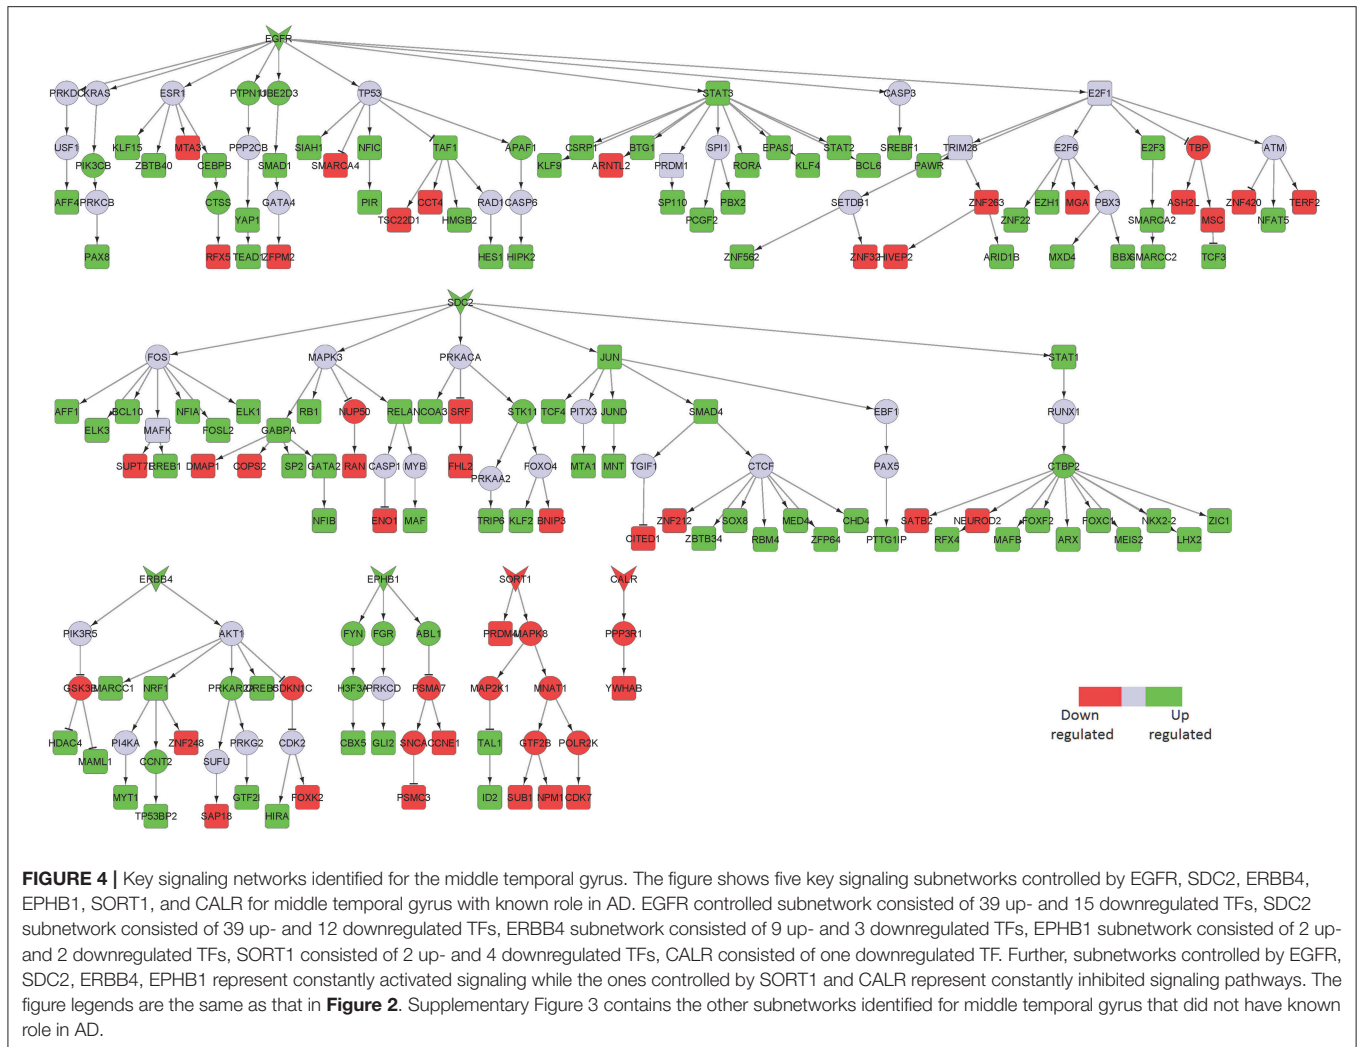 EGFR
PRKDC KRAS ESR1 PTPN11 UBE2D3 TP53 STAT3 CASP3 E2F1
USF1 PIK3CB KLF15 ZBTB40 MTA3 CEBPB PPP2CB SMAD1 SIAH1 SMARCA4 NFIC TAF1 APAF1 KLF9 CSRP1 ARNTL2 BTG1 PRDM1 SPI1 RORA EPAS1 KLF4 STAT2 BCL6 SREBF1 PAWR TRIM28 E2F6 E2F3 TBP ATM
AFF4 PRKCB CTSS YAP1 GATA4 PIR TSC22D1 CCT4 HMGB2 RAD1 CASP6 SP110 PCGF2 PBX2 SETDB1 ZNF263 ZNF22 EZH1 MGA PBX3 SMARCA2 ASH2L MSC ZNF420 NFAT5 TERF2
PAX8 RFX5 TEAD1 ZFPM2 HES1 HIPK2 ZNF562 ZNF32 HIVEP2 ARID1B MXD4 BBX SMARCC2 TCF3
SDC2
FOS MAPK3 PRKACA JUN STAT1
AFF1 ELK3 BCL10 MAFK NFIA FOSL2 ELK1 GABPA RB1 NUP50 RELA NCOA3 SRF STK11 TCF4 PITX3 JUND SMAD4 EBF1 RUNX1
SUPT7L RREB1 DMAP1 COPS2 SP2 GATA2 RAN CASP1 MYB FHL2 PRKAA2 FOXO4 MTA1 MNT TGIF1 CTCF PAX5 CTBP2
NFIB ENO1 MAF TRIP6 KLF2 BNIP3 CITED1 ZNF212 ZBTB34 SOX8 RBM4 MED4 ZFP64 CHD4 PTTG1IP SATB2 RFX4 NEUROD2 MAFB FOXF2 ARX FOXC1 MEIS2 NKX2-2 LHX2 ZIC1
ERBB4 EPHB1 SORT1 CALR
PIK3R5 AKT1 FYN FGR ABL1 PRDM4 MAPK8 PPP3R1
GSK3B MARCC1 NRF1 PRKAR2 CREB CDKN1C H3F3A PRKCD PSMA7 MAP2K1 MNAT1 YWHAB
HDAC4 MAML1 PI4KA CCNT2 ZNF248 SUFU PRKG2 CDK2 CBX5 GLI2 SNCA CCNE1 TAL1 GTF2B POLR2K
MYT1 TP53BP2 SAP18 GTF2I HIRA FOXK2 PSMC3 ID2 SUB1 NPM1 CDK7
Down regulated
Up regulated
FIGURE 4 | Key signaling networks identified for the middle temporal gyrus. The figure shows five key signaling subnetworks controlled by EGFR, SDC2, ERBB4,
EPHB1, SORT1, and CALR for middle temporal gyrus with known role in AD. EGFR controlled subnetwork consisted of 39 up- and 15 downregulated TFs, SDC2
subnetwork consisted of 39 up- and 12 downregulated TFs, ERBB4 subnetwork consisted of 9 up- and 3 downregulated TFs, EPHB1 subnetwork consisted of 2 up-
and 2 downregulated TFs, SORT1 consisted of 2 up- and 4 downregulated TFs, CALR consisted of one downregulated TF. Further, subnetworks controlled by EGFR,
SDC2, ERBB4, EPHB1 represent constantly activated signaling while the ones controlled by SORT1 and CALR represent constantly inhibited signaling pathways. The
figure legends are the same as that in Figure 2. Supplementary Figure 3 contains the other subnetworks identified for middle temporal gyrus that did not have known
role in AD.